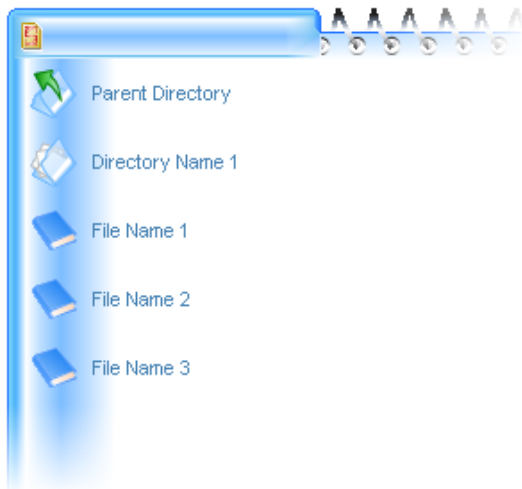 Parent Directory
Directory Name 1
File Name 1
File Name 2
File Name 3